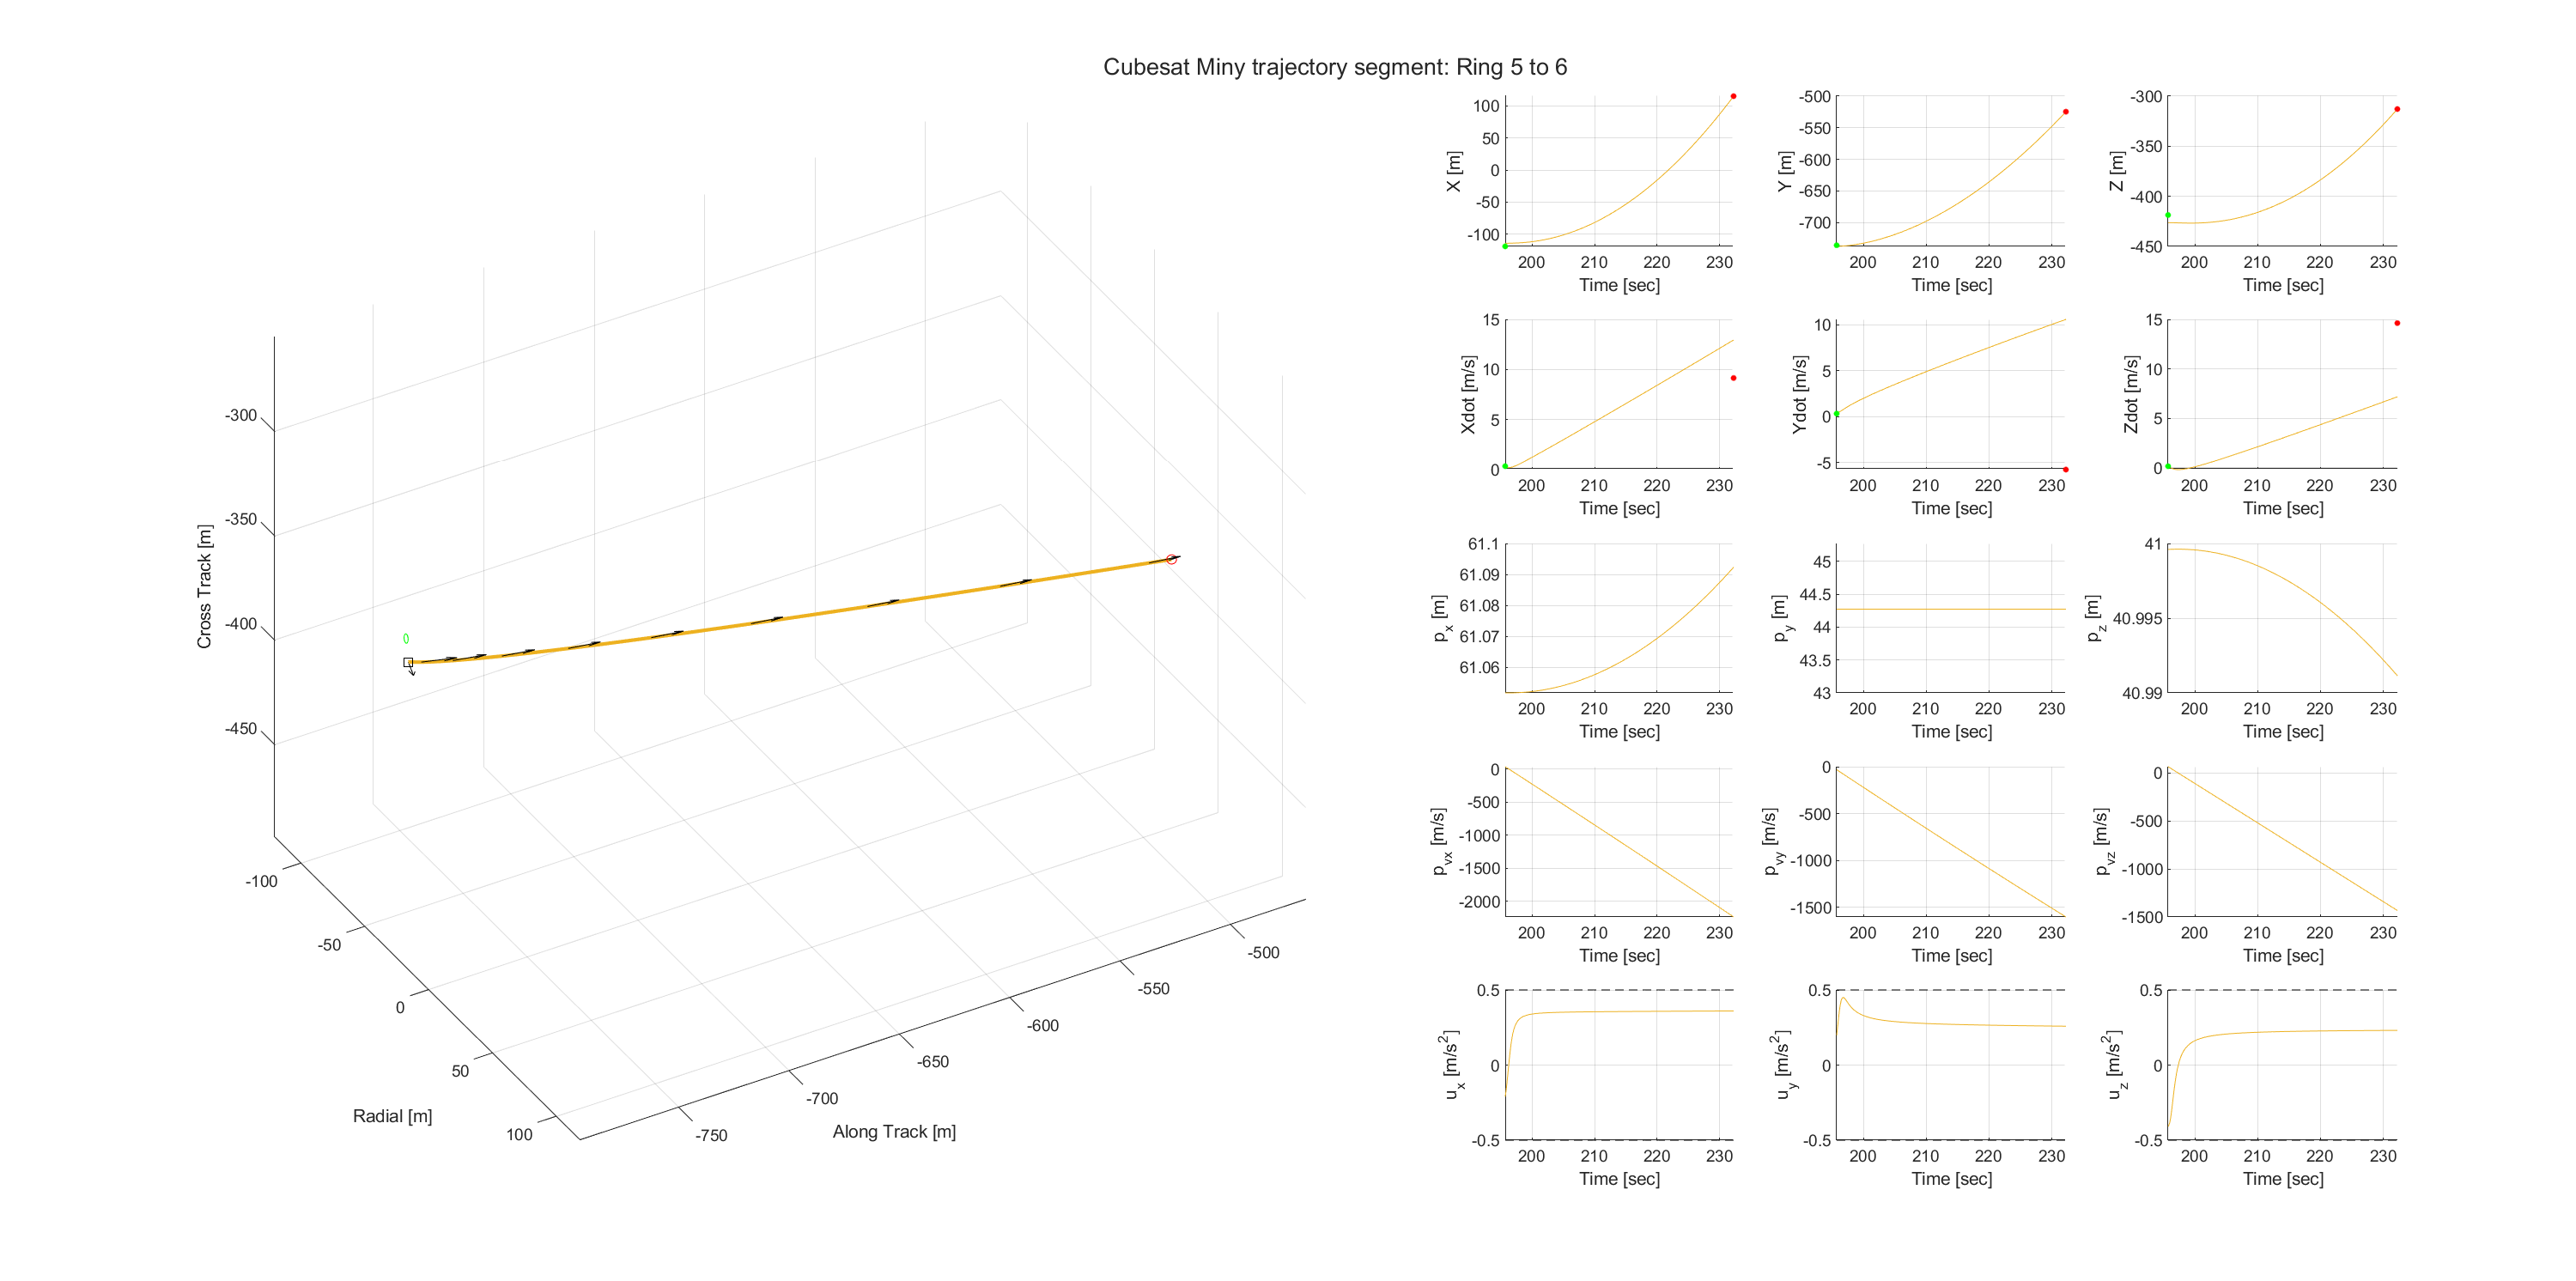 Cubesat Miny trajectory segment: Ring 5 to 6
Cross Track [m]
-300
-350
-400
-450
Radial [m]
-100
-50
0
50
100
Along Track [m]
-750
-700
-650
-600
-550
-500
X [m]
100
50
0
-50
-100
200 210 220 230
Time [sec]
Y [m]
-500
-550
-600
-650
-700
200 210 220 230
Time [sec]
Z [m]
-300
-350
-400
-450
200 210 220 230
Time [sec]
Xdot [m/s]
15
10
5
0
200 210 220 230
Time [sec]
Ydot [m/s]
10
5
0
-5
200 210 220 230
Time [sec]
Zdot [m/s]
15
10
5
0
200 210 220 230
Time [sec]
p_x [m]
61.1
61.09
61.08
61.07
61.06
200 210 220 230
Time [sec]
p_y [m]
45
44.5
44
43.5
43
200 210 220 230
Time [sec]
p_z [m]
41
40.995
40.99
200 210 220 230
Time [sec]
p_vx [m/s]
0
-500
-1000
-1500
-2000
200 210 220 230
Time [sec]
p_vy [m/s]
0
-500
-1000
-1500
200 210 220 230
Time [sec]
p_vz [m/s]
0
-500
-1000
-1500
200 210 220 230
Time [sec]
u_x [m/s²]
0.5
0
-0.5
200 210 220 230
Time [sec]
u_y [m/s²]
0.5
0
-0.5
200 210 220 230
Time [sec]
u_z [m/s²]
0.5
0
-0.5
200 210 220 230
Time [sec]